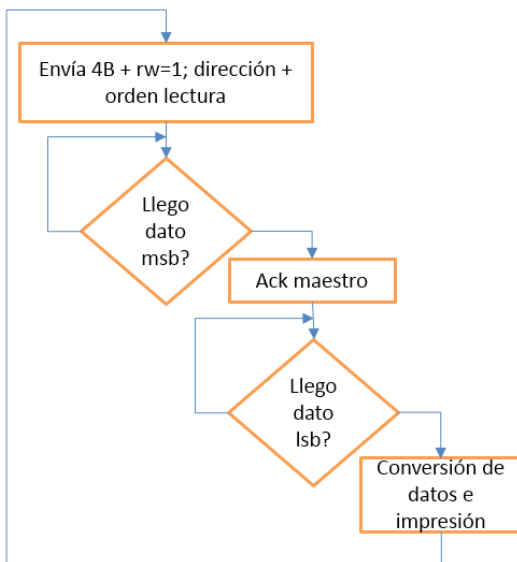 Envía 4B + rw=1; dirección +
orden lectura
Llego
dato
msb?
Ack maestro
Llego
dato
lsb?
Conversión de
datos e
impresión